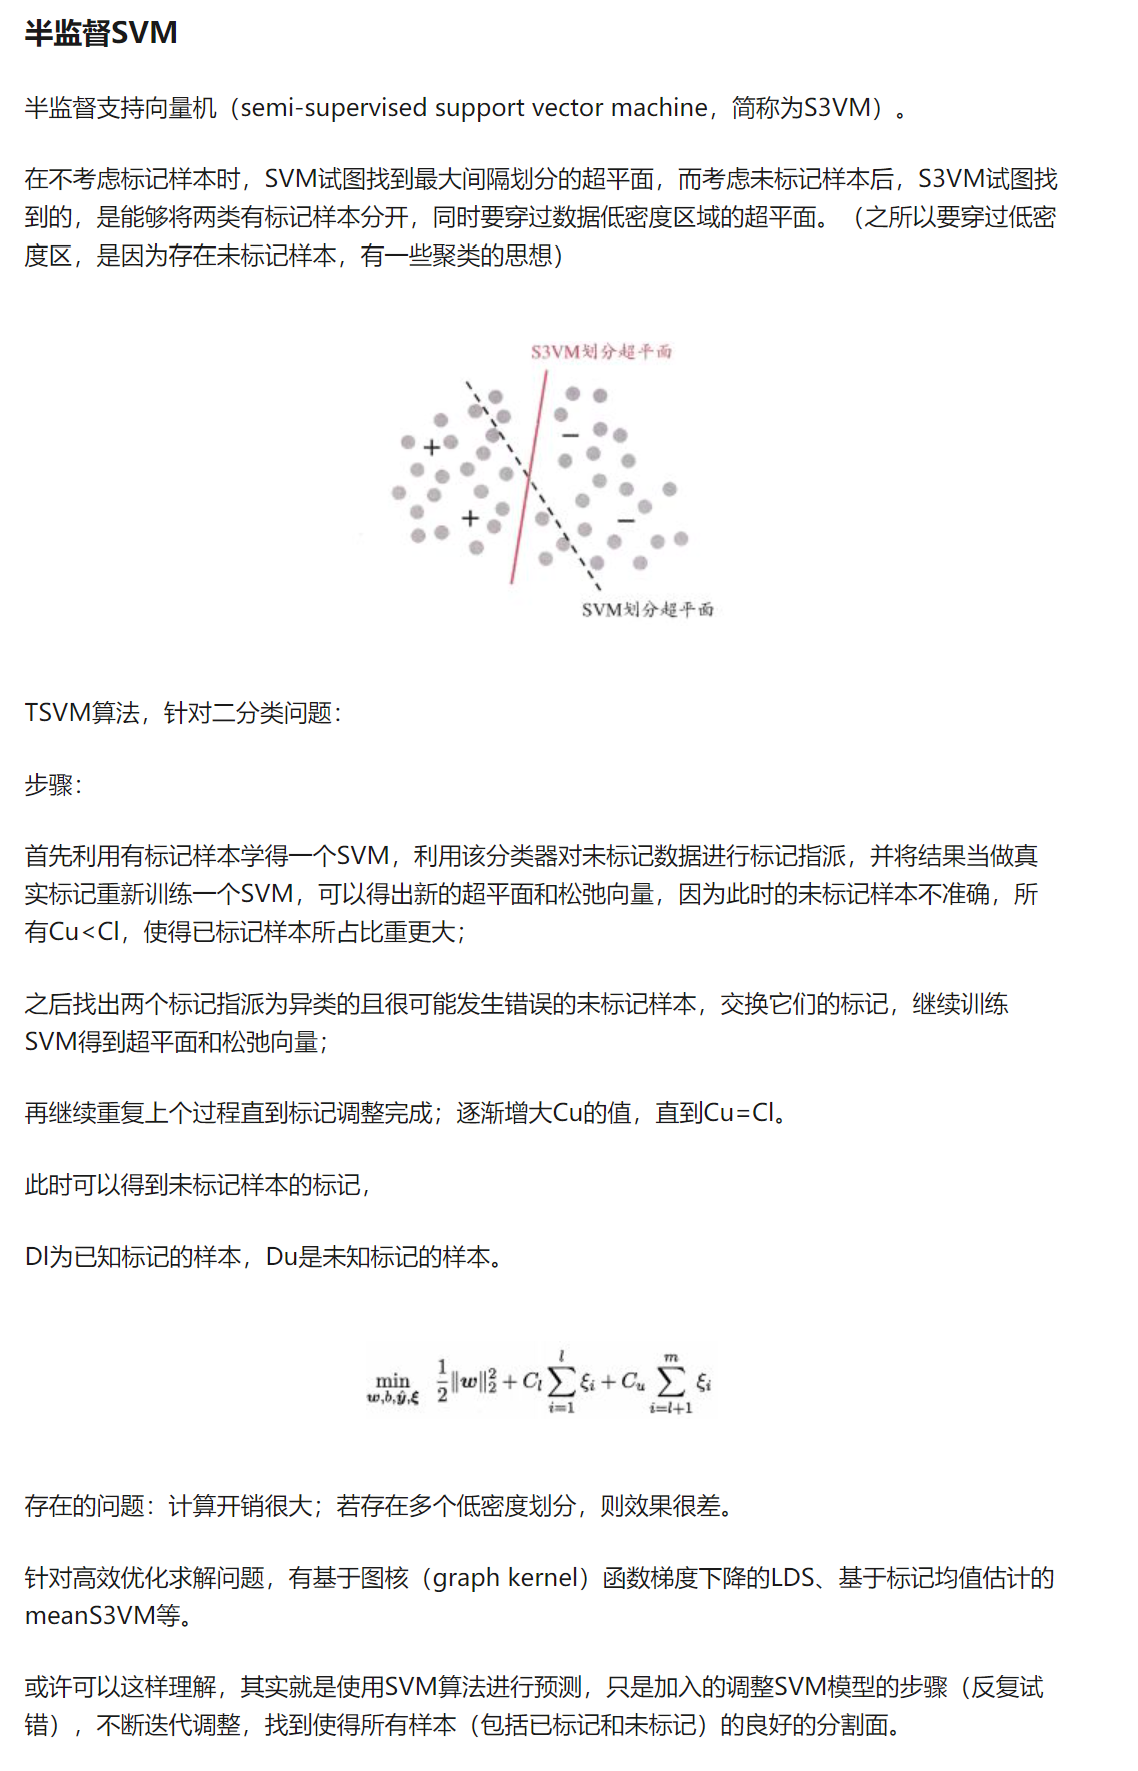 半监督SVM
半监督支持向量机（semi-supervised support vector machine，简称为S3VM）。
在不考虑标记样本时，SVM试图找到最大间隔划分的超平面，而考虑未标记样本后，S3VM试图找
到的，是能够将两类有标记样本分开，同时要穿过数据低密度区域的超平面。（之所以要穿过低密
度区，是因为存在未标记样本，有一些聚类的思想）
S3VM划分超平面
SVM划分超平面
TSVM算法，针对二分类问题：
步骤：
首先利用有标记样本学得一个SVM，利用该分类器对未标记数据进行标记指派，并将结果当做真
实标记重新训练一个SVM，可以得出新的超平面和松弛向量，因为此时的未标记样本不准确，所
有Cu<Cl，使得已标记样本所占比重更大；
之后找出两个标记指派为异类的且很可能发生错误的未标记样本，交换它们的标记，继续训练
SVM得到超平面和松弛向量；
再继续重复上个过程直到标记调整完成；逐渐增大Cu的值，直到Cu=Cl。
此时可以得到未标记样本的标记，
Dl为已知标记的样本，Du是未知标记的样本。
min_{w,b,ŷ,ξ} \frac{1}{2}‖w‖_2^2 + C_l ∑_{i=1}^{l} ξ_i + C_u ∑_{i=l+1}^{m} ξ_i
存在的问题：计算开销很大；若存在多个低密度划分，则效果很差。
针对高效优化求解问题，有基于图核（graph kernel）函数梯度下降的LDS、基于标记均值估计的
meanS3VM等。
或许可以这样理解，其实就是使用SVM算法进行预测，只是加入的调整SVM模型的步骤（反复试
错），不断迭代调整，找到使得所有样本（包括已标记和未标记）的良好的分割面。